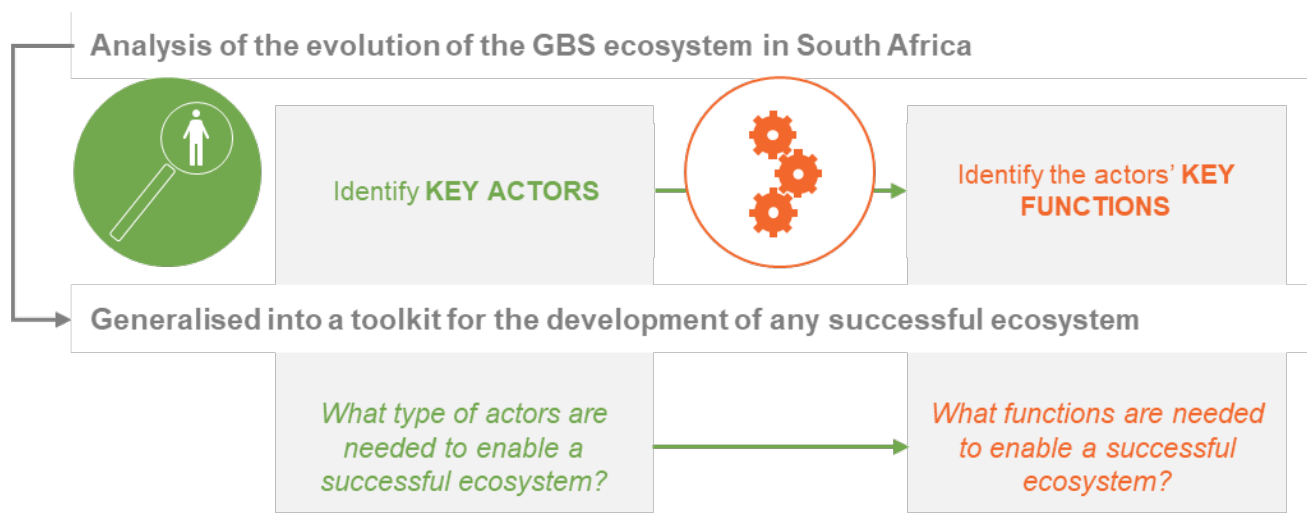 Analysis of the evolution of the GBS ecosystem in South Africa
Identify KEY ACTORS
Identify the actors’ KEY
FUNCTIONS
Generalised into a toolkit for the development of any successful ecosystem
What type of actors are
needed to enable a
successful ecosystem?
What functions are needed
to enable a successful
ecosystem?